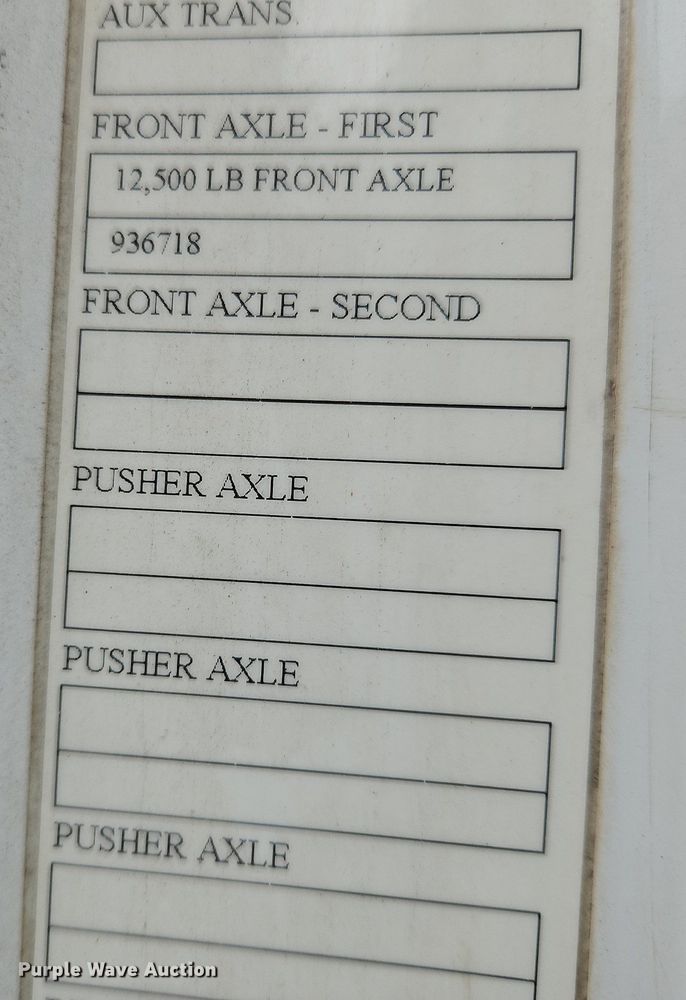 AUX TRANS.
FRONT AXLE - FIRST
12,500 LB FRONT AXLE
936718
FRONT AXLE - SECOND
PUSHER AXLE
PUSHER AXLE
PUSHER AXLE
Purple Wave Auction